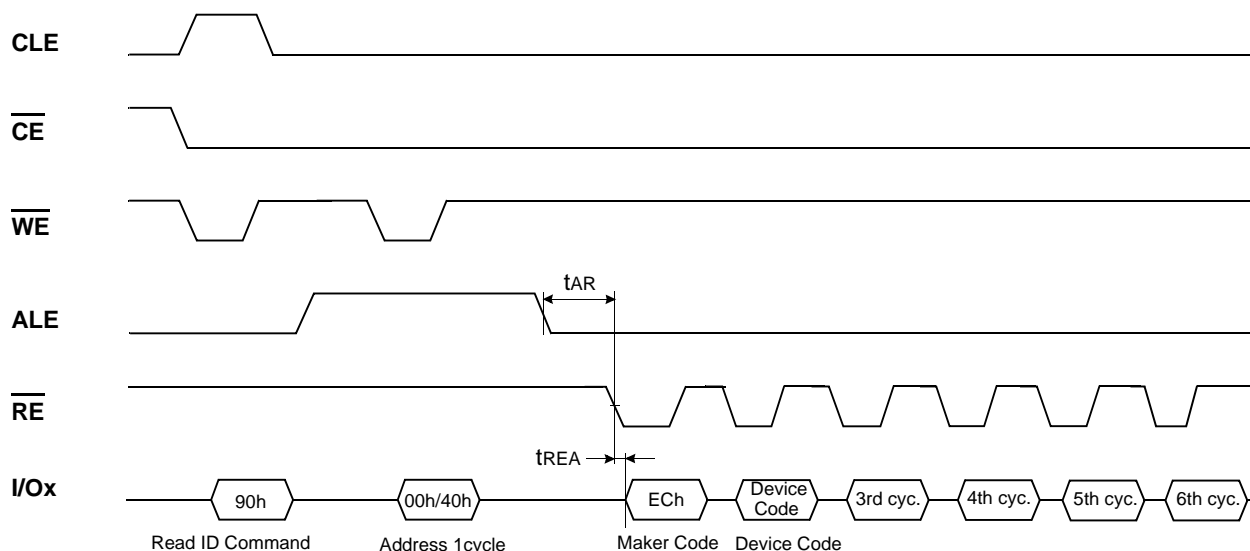 CLE
CE
WE
tAR
ALE
RE
tREA
I/Ox
90h
00h/40h
ECh
Device
Code
3rd cyc.
4th cyc.
5th cyc.
6th cyc.
Read ID Command
Address 1cycle
Maker Code
Device Code